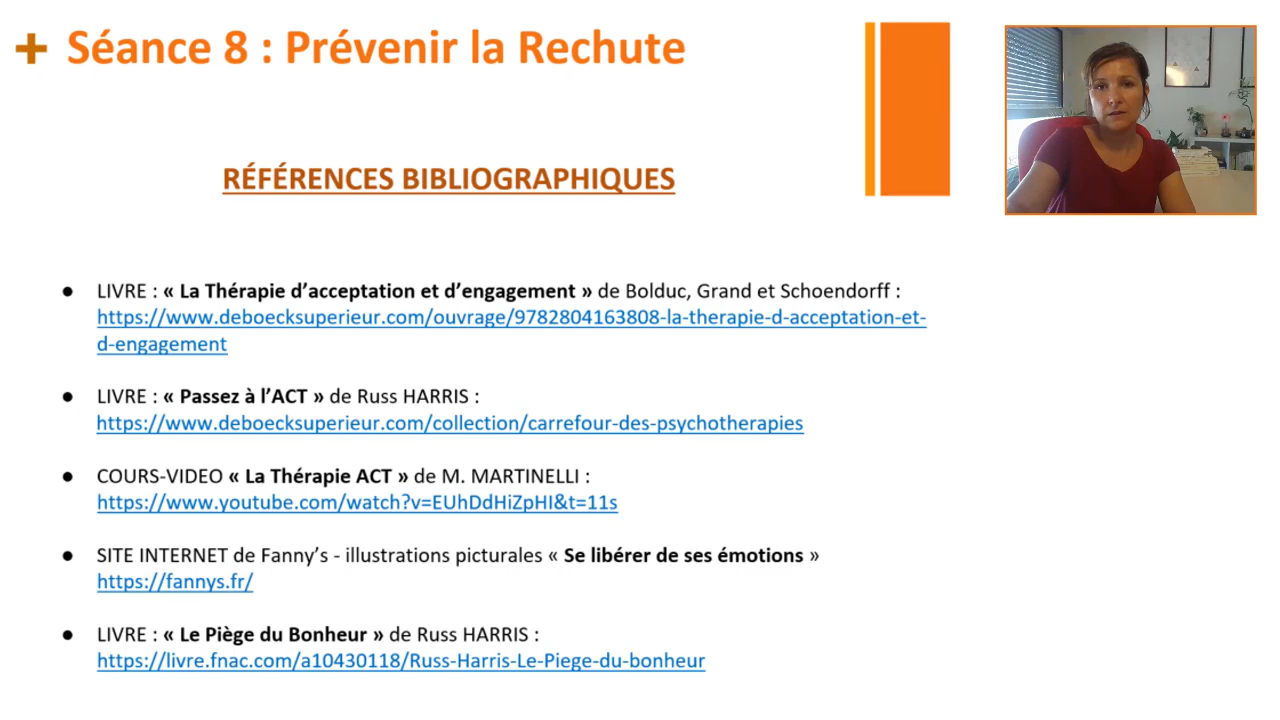 + Séance 8 : Prévenir la Rechute
RÉFÉRENCES BIBLIOGRAPHIQUES
● LIVRE : « La Thérapie d’acceptation et d’engagement » de Bolduc, Grand et Schoendorff :
https://www.deboecksuperieur.com/ouvrage/9782804163808-la-therapie-d-acceptation-et-
d-engagement
● LIVRE : « Passez à l’ACT » de Russ HARRIS :
https://www.deboecksuperieur.com/collection/carrefour-des-psychotherapies
● COURS-VIDEO « La Thérapie ACT » de M. MARTINELLI :
https://www.youtube.com/watch?v=EUhDdHiZpHI&t=11s
● SITE INTERNET de Fanny’s - illustrations picturales « Se libérer de ses émotions »
https://fannys.fr/
● LIVRE : « Le Piège du Bonheur » de Russ HARRIS :
https://livre.fnac.com/a10430118/Russ-Harris-Le-Piege-du-bonheur